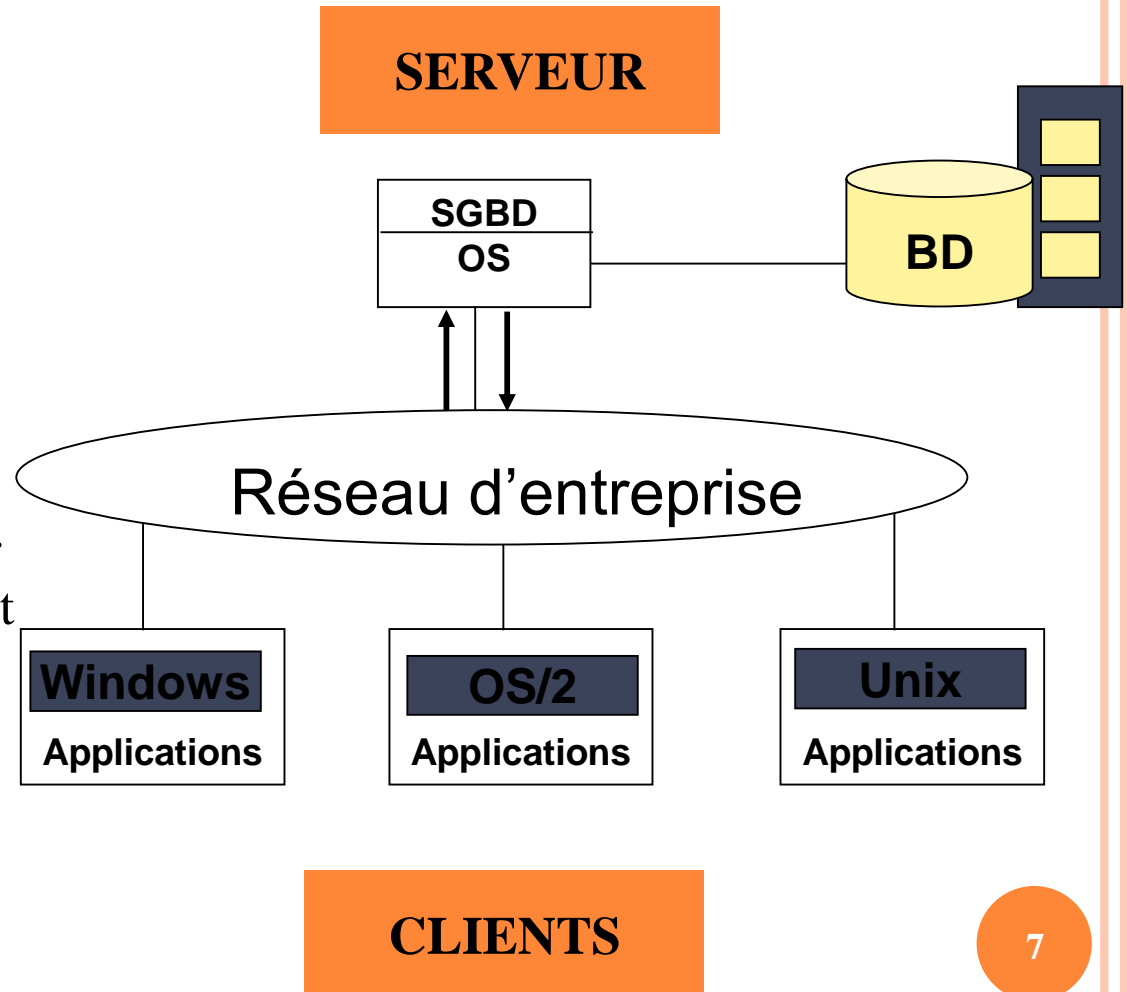 SERVEUR
SGBD
OS
BD
Réseau d’entreprise
t
Windows
OS/2
Unix
Applications
Applications
Applications
CLIENTS
7